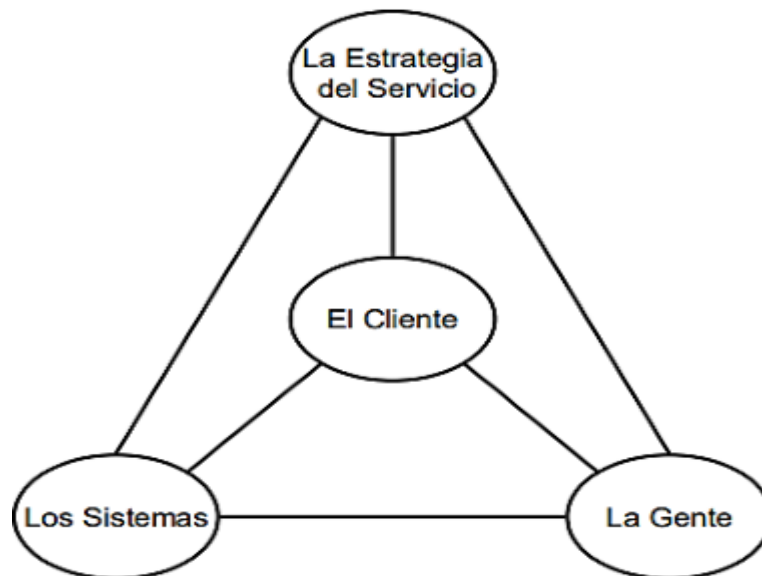 La Estrategia
del Servicio
El Cliente
Los Sistemas
La Gente